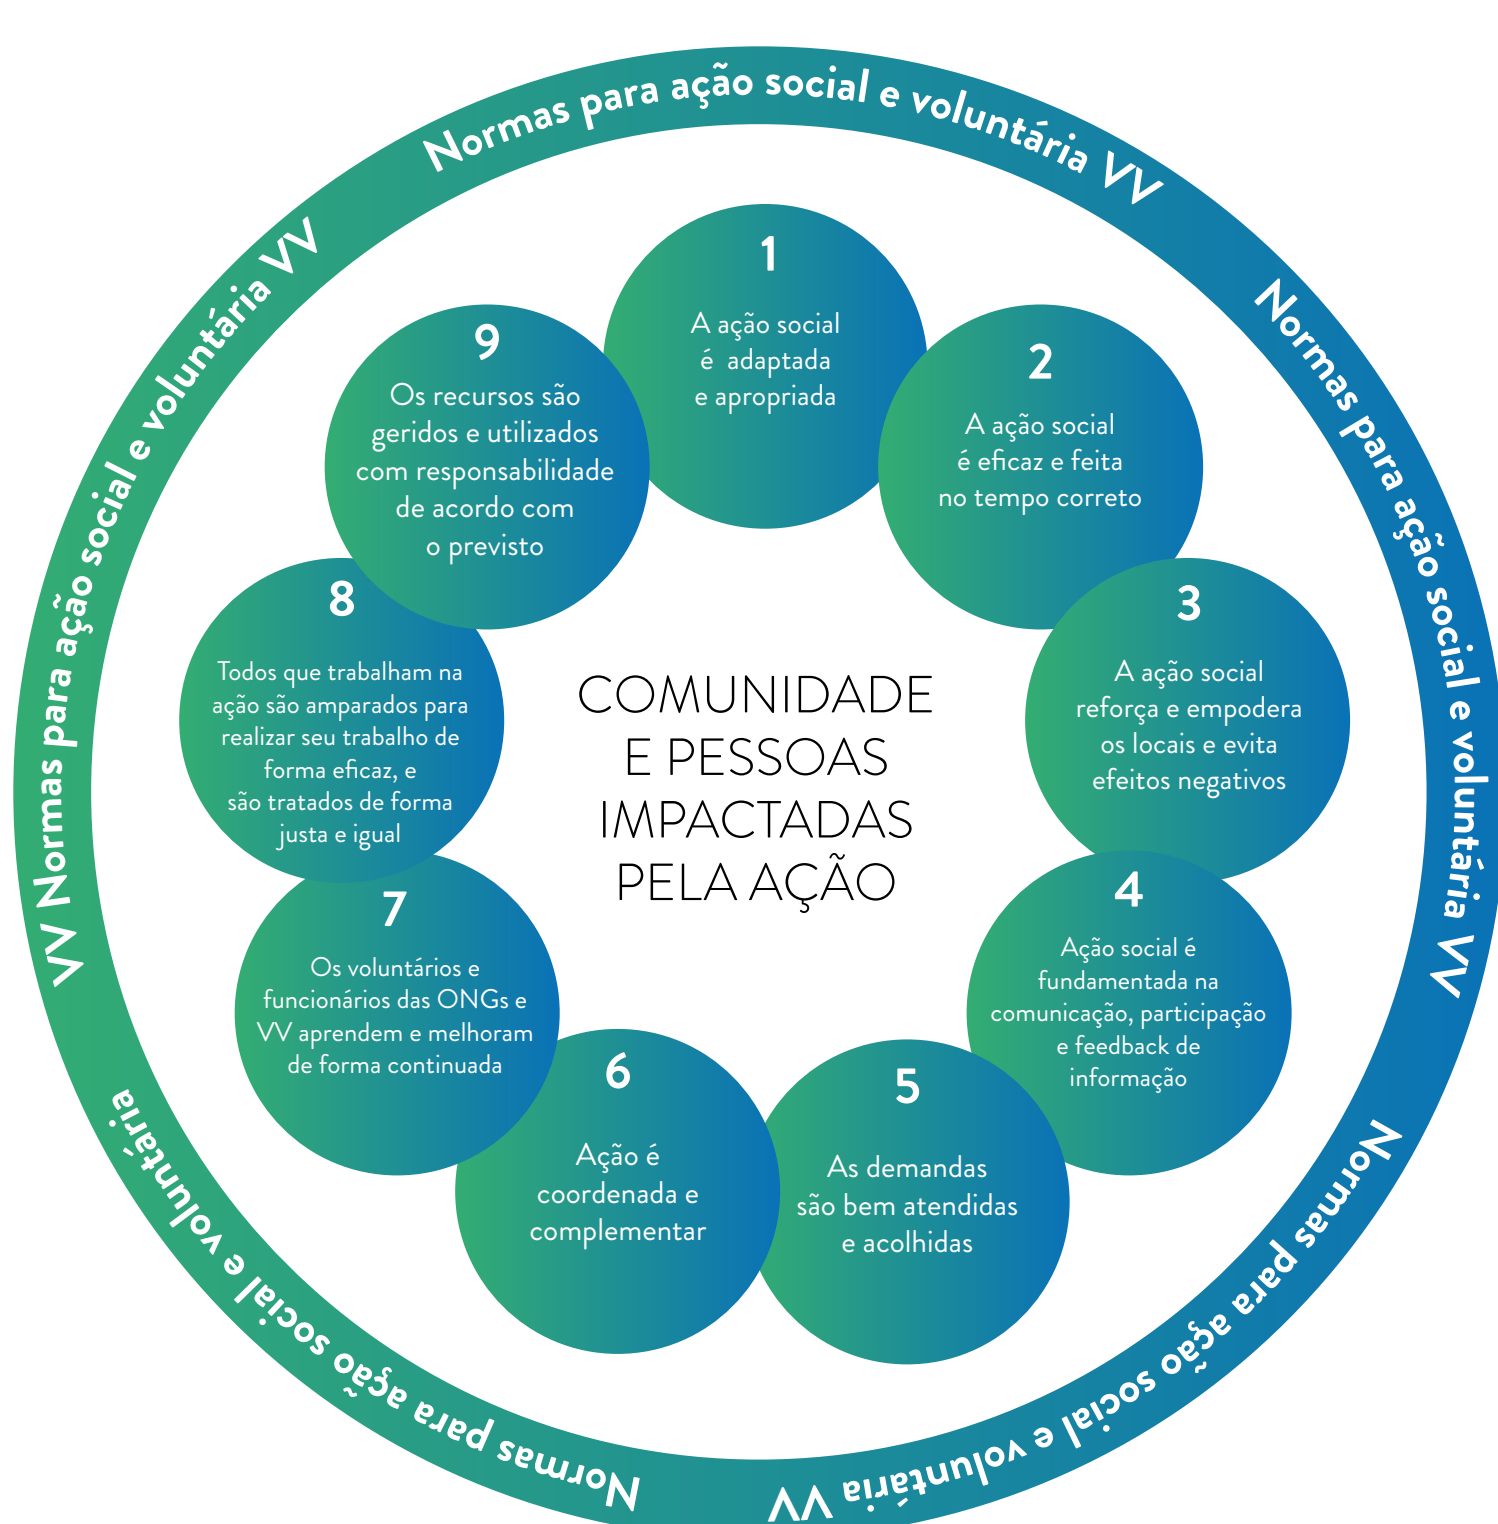 Normas para ação social e voluntária VV
Normas para ação social e voluntária VV
Normas para ação social e voluntária VV
Normas para ação social e voluntária
VV Normas para ação social e voluntária VV
1
A ação social
é adaptada
e apropriada
2
A ação social
é eficaz e feita
no tempo correto
3
A ação social
reforça e empodera
os locais e evita
efeitos negativos
4
Ação social é
fundamentada na
comunicação, participação
e feedback de
informação
5
As demandas
são bem atendidas
e acolhidas
6
Ação é
coordenada e
complementar
7
Os voluntários e
funcionários das ONGs e
VV aprendem e melhoram
de forma continuada
8
Todos que trabalham na
ação são amparados para
realizar seu trabalho de
forma eficaz, e
são tratados de forma
justa e igual
9
Os recursos são
geridos e utilizados
com responsabilidade
de acordo com
o previsto
COMUNIDADE
E PESSOAS
IMPACTADAS
PELA AÇÃO